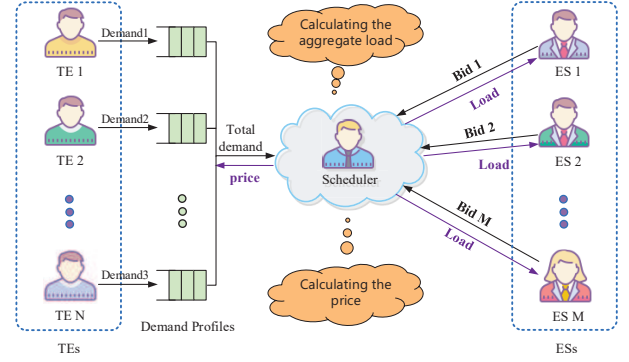 Demand1
TE 1
Demand2
TE 2
Demand3
TE N
TEs
Demand Profiles
Total
demand
price
Calculating the
aggregate load
Scheduler
Calculating the
price
Bid 1
Load
ES 1
Bid 2
Load
ES 2
Bid M
Load
ES M
ESs